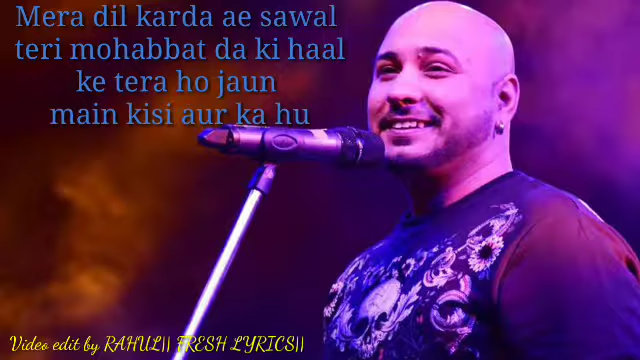 Mera dil karda ae sawal
teri mohabbat da ki haal
ke tera ho jaun
main kisi aur ka hu
Video edit by RAHUL|| FRESH LYRICS||